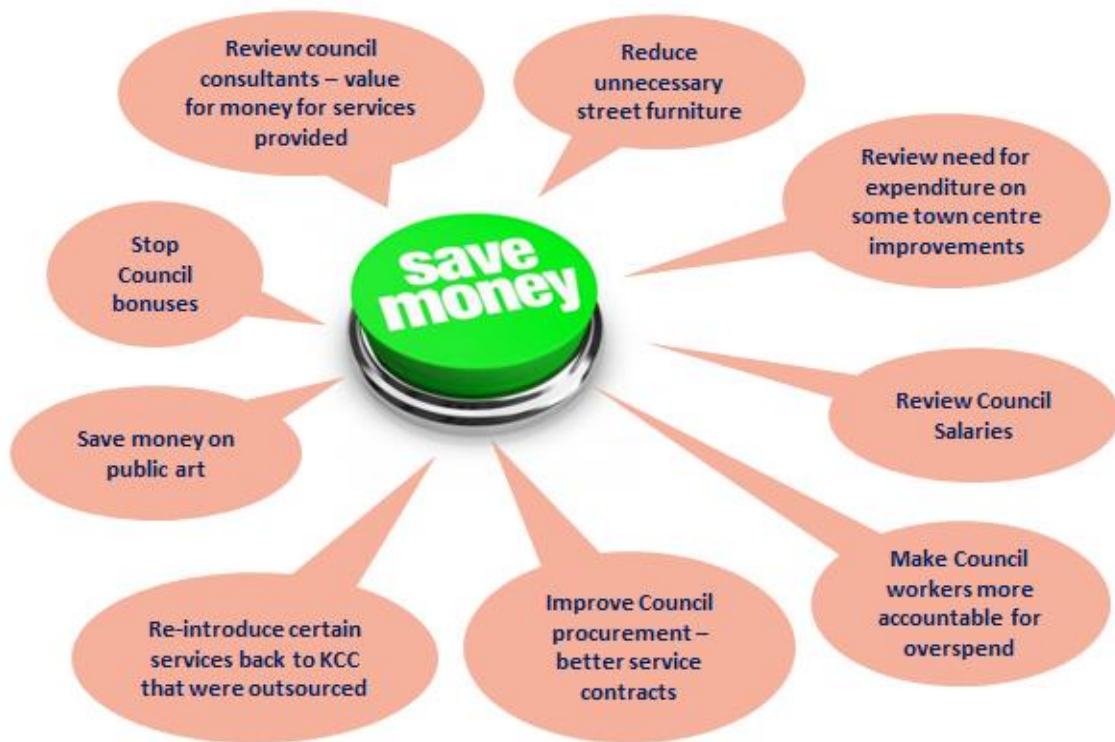 Review council
consultants – value
for money for services
provided
Reduce
unnecessary
street furniture
Review need for
expenditure on
some town centre
improvements
Stop
Council
bonuses
save
money
Review Council
Salaries
Save money on
public art
Make Council
workers more
accountable for
overspend
Re-introduce certain
services back to KCC
that were outsourced
Improve Council
procurement –
better service
contracts